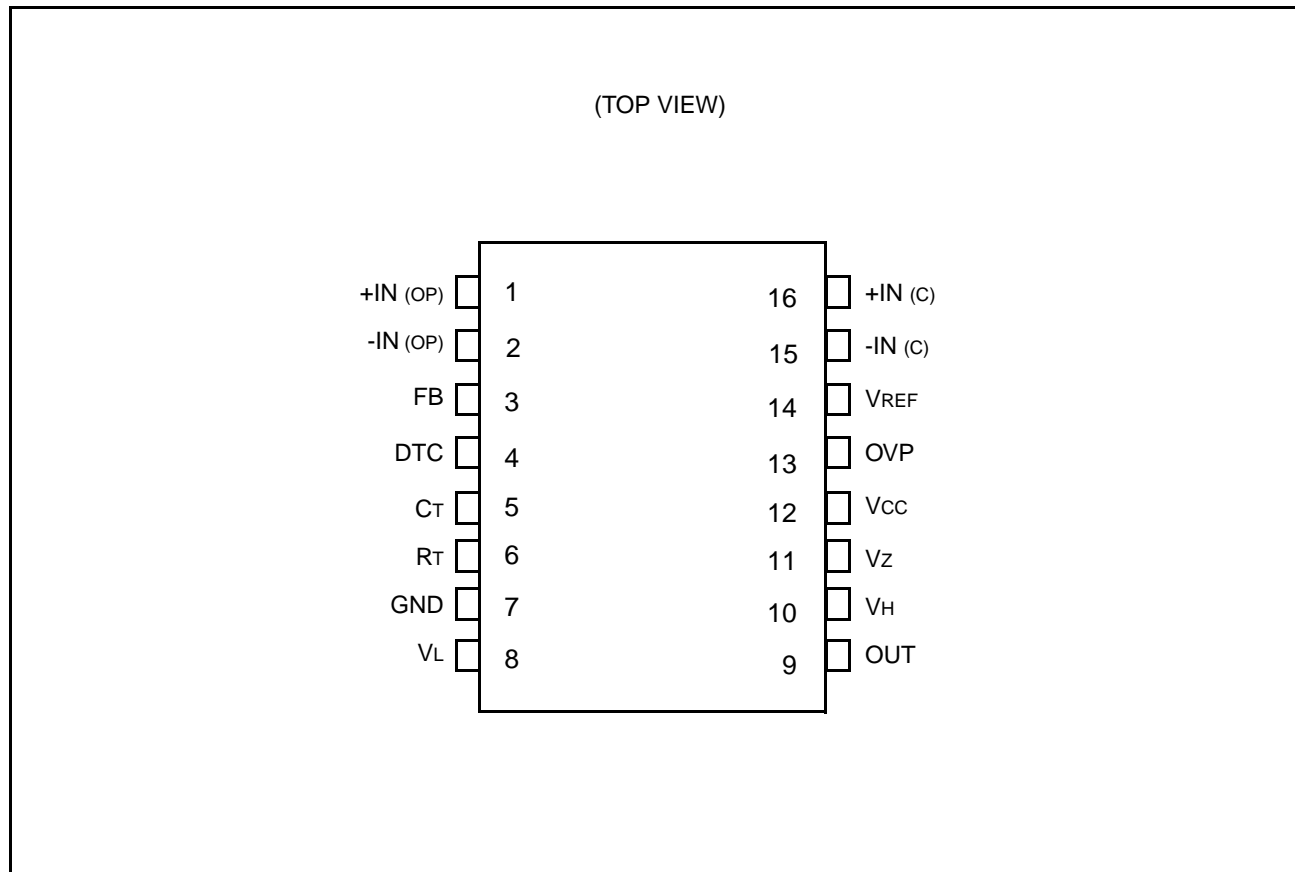 (TOP VIEW)
+IN (OP) 1 16 +IN (C)
-IN (OP) 2 15 -IN (C)
FB 3 14 VREF
DTC 4 13 OVP
CT 5 12 VCC
RT 6 11 VZ
GND 7 10 VH
VL 8 9 OUT